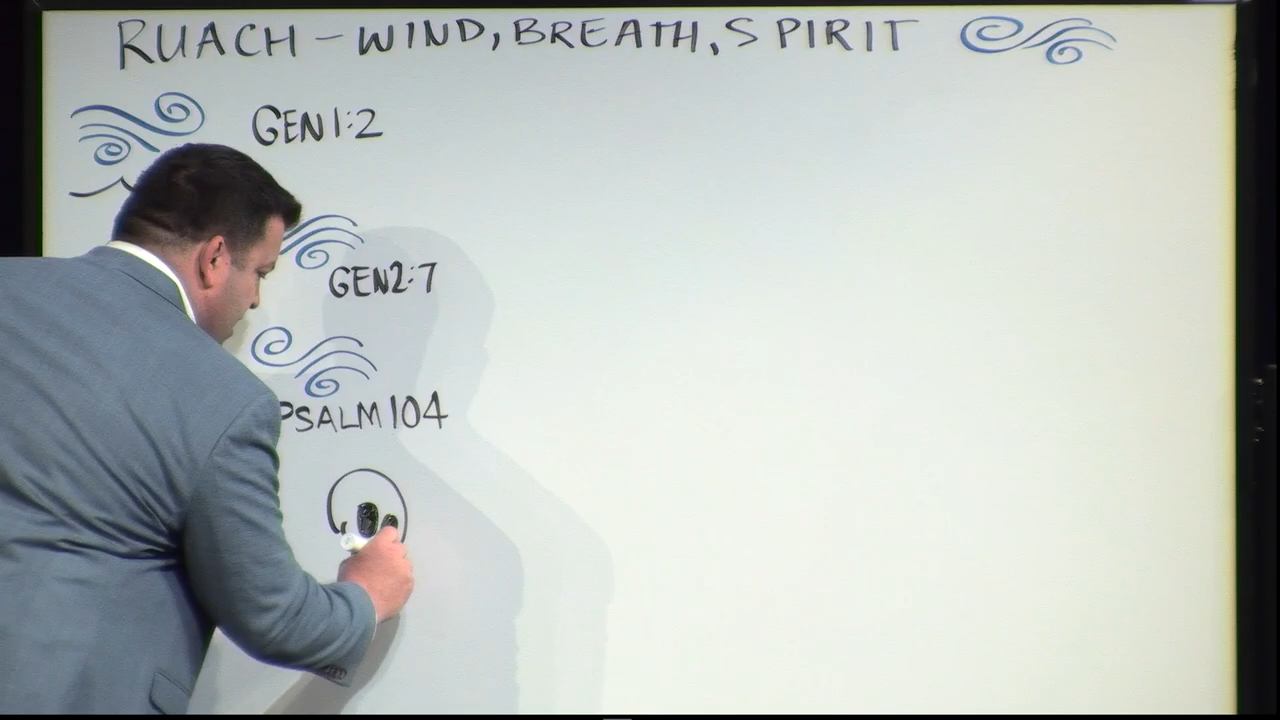 RUACH – WIND, BREATH, SPIRIT
GEN 1:2
GEN 2:7
PSALM 104